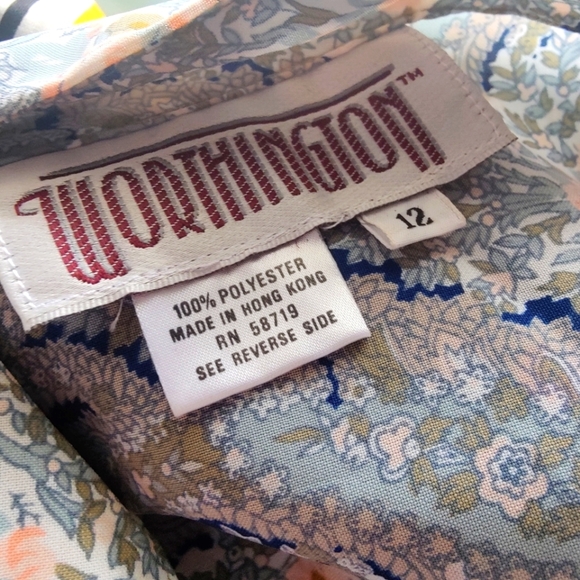 WORTHINGTON™
12
100% POLYESTER
MADE IN HONG KONG
RN 58719
SEE REVERSE SIDE